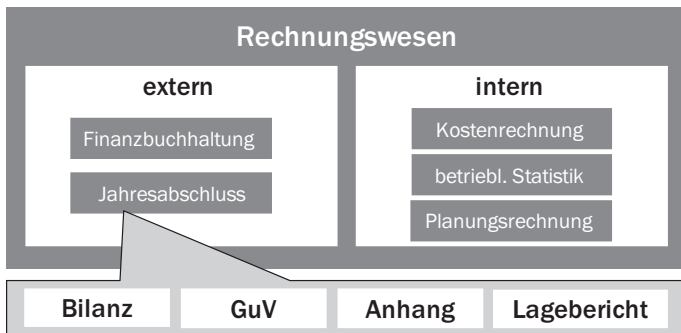 Rechnungswesen
extern
Finanzbuchhaltung
Jahresabschluss
intern
Kostenrechnung
betriebl. Statistik
Planungsrechnung
Bilanz
GuV
Anhang
Lagebericht